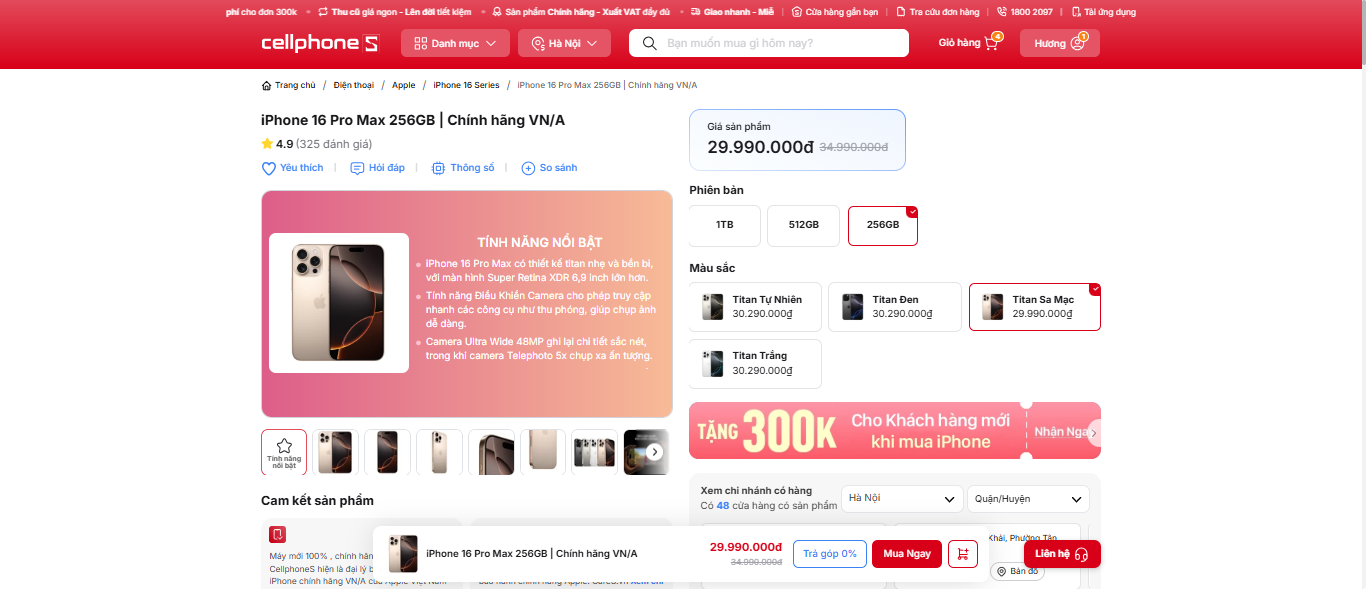 phí cho đơn 300k
Thu cũ giá ngon - Lên đời tiết kiệm
Sản phẩm Chính hãng - Xuất VAT đầy đủ
Giao nhanh - Miễ
Cửa hàng gần bạn
Tra cứu đơn hàng
1800 2097
Tải ứng dụng
cellphoneS
Danh mục
Hà Nội
Bạn muốn mua gì hôm nay?
Giỏ hàng
4
Hương
1
Trang chủ / Điện thoại / Apple / iPhone 16 Series / iPhone 16 Pro Max 256GB | Chính hãng VN/A
iPhone 16 Pro Max 256GB | Chính hãng VN/A
4.9 (325 đánh giá)
Yêu thích
Hỏi đáp
Thông số
So sánh
TÍNH NĂNG NỔI BẬT
iPhone 16 Pro Max có thiết kế titan nhẹ và bền bỉ,
với màn hình Super Retina XDR 6,9 inch lớn hơn.
Tính năng Điều Khiển Camera cho phép truy cập
nhanh các công cụ như thu phóng, giúp chụp ảnh
dễ dàng.
Camera Ultra Wide 48MP ghi lại chi tiết sắc nét,
trong khi camera Telephoto 5x chụp xa ấn tượng.
Tính năng
nổi bật
Cam kết sản phẩm
Máy mới 100% , chính hãn
CellphoneS hiện là đại lý b
iPhone chính hãng VN/A của Apple Việt Nam
Giá sản phẩm
29.990.000đ 34.990.000đ
Phiên bản
1TB
512GB
256GB
Màu sắc
Titan Tự Nhiên
30.290.000₫
Titan Đen
30.290.000₫
Titan Sa Mạc
29.990.000₫
Titan Trắng
30.290.000₫
TẶNG 300K
Cho Khách hàng mới
khi mua iPhone
Nhận Nga
Xem chi nhánh có hàng
Có 48 cửa hàng có sản phẩm
Hà Nội
Quận/Huyện
Khái, Phường Tân
Bản đồ
iPhone 16 Pro Max 256GB | Chính hãng VN/A
29.990.000đ
34.990.000đ
Trả góp 0%
Mua Ngay
Liên hệ